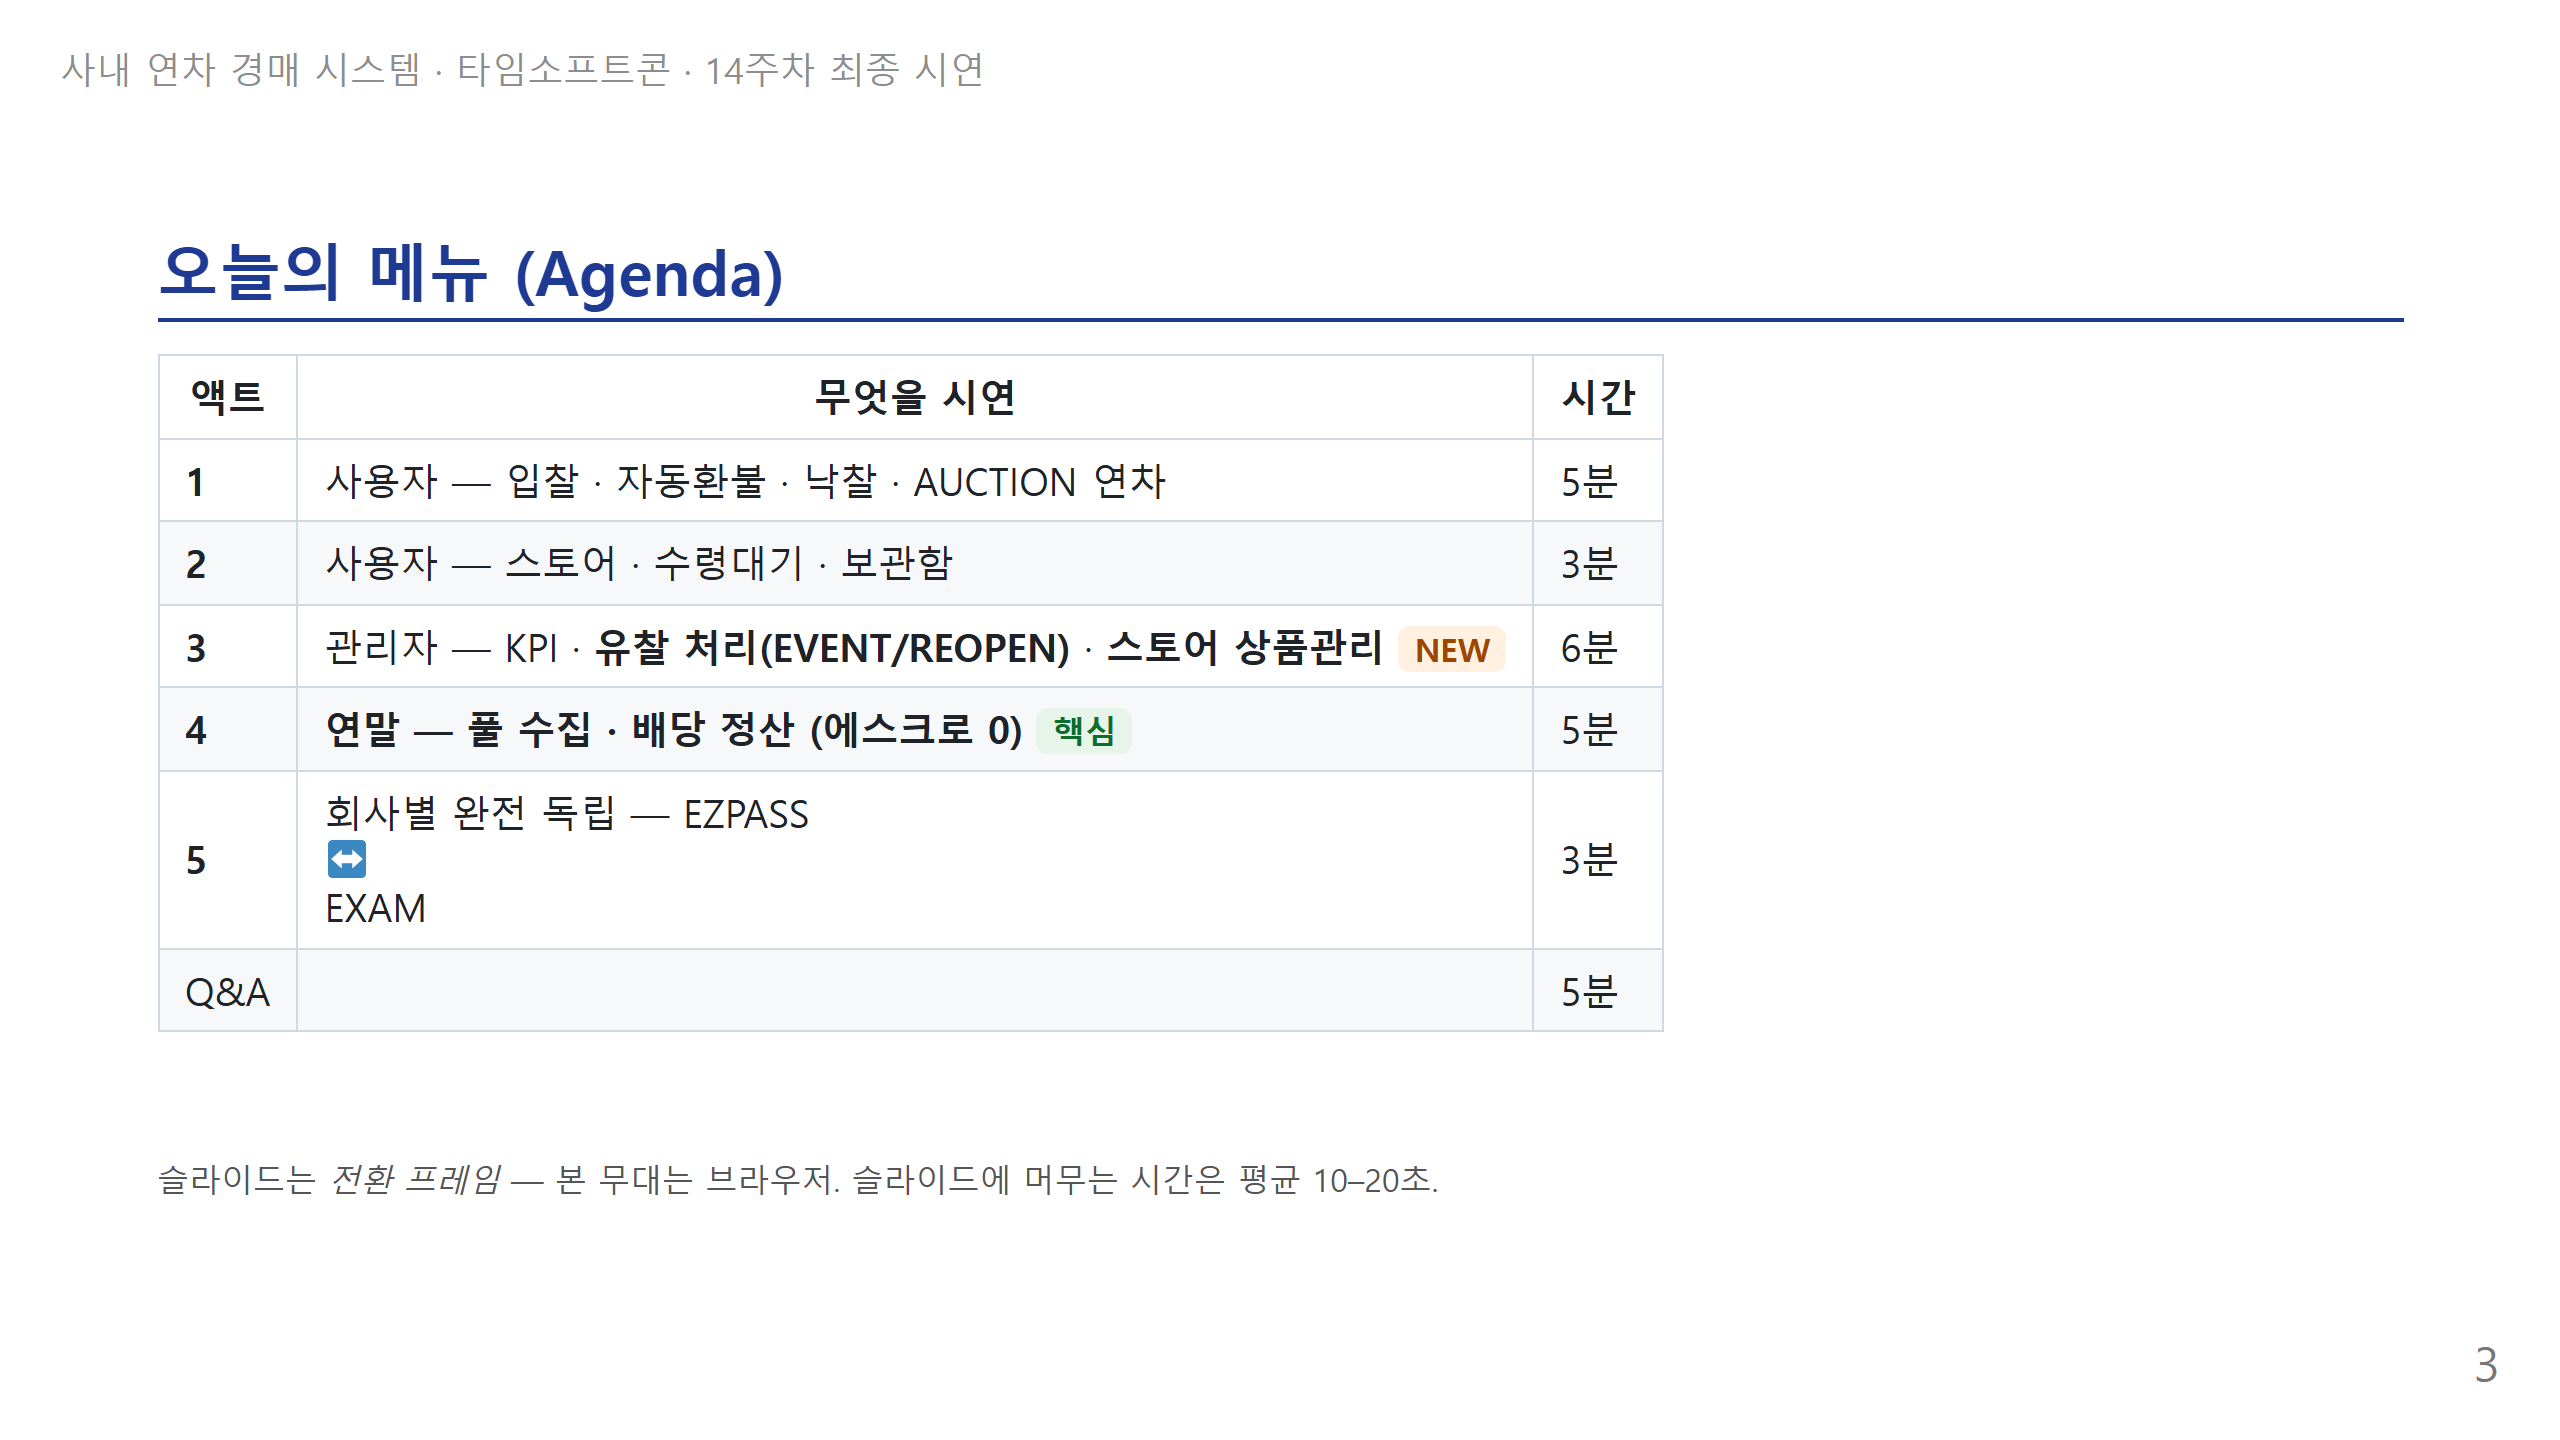 사내 연차 경매 시스템 · 타임소프트콘 · 14주차 최종 시연
오늘의 메뉴 (Agenda)
액트 무엇을 시연 시간
1 사용자 — 입찰 · 자동환불 · 낙찰 · AUCTION 연차 5분
2 사용자 — 스토어 · 수령대기 · 보관함 3분
3 관리자 — KPI · 유찰 처리(EVENT/REOPEN) · 스토어 상품관리 NEW 6분
4 연말 — 풀 수집 · 배당 정산 (에스크로 0) 핵심 5분
5 회사별 완전 독립 — EZPASS
↔️
EXAM 3분
Q&A 5분
슬라이드는 전환 프레임 — 본 무대는 브라우저. 슬라이드에 머무는 시간은 평균 10–20초.
3